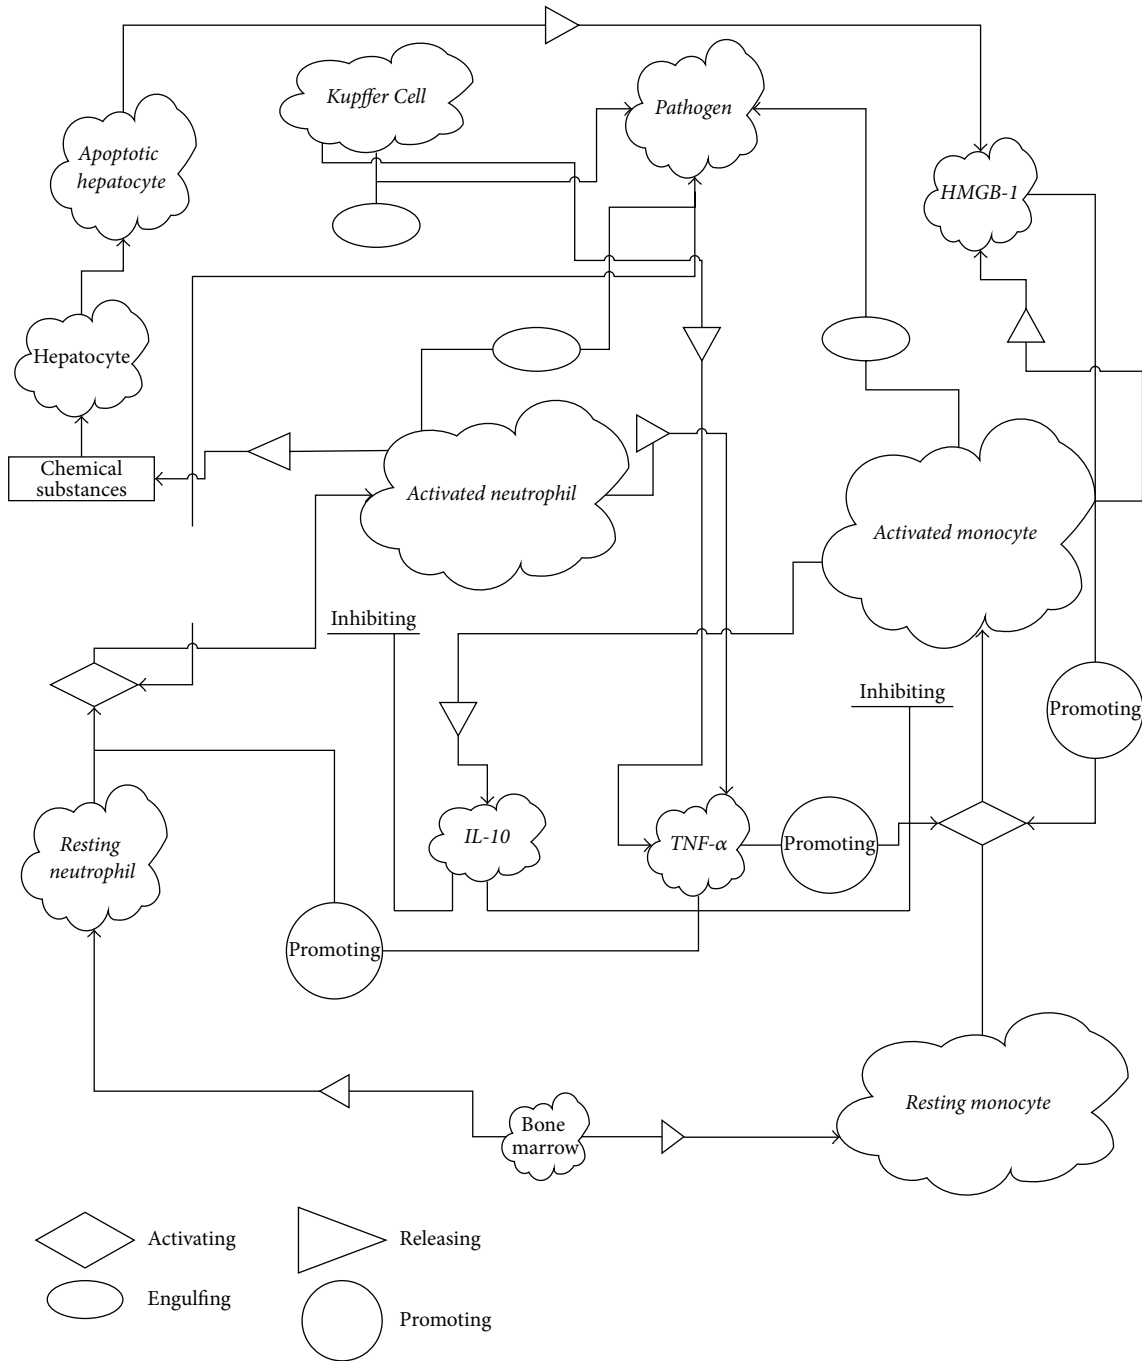 Kupffer Cell
Pathogen
Apoptotic
hepatocyte
HMGB-1
Hepatocyte
Chemical
substances
Activated neutrophil
Activated monocyte
Inhibiting
Inhibiting
Promoting
Resting
neutrophil
IL-10
TNF-α
Promoting
Promoting
Resting monocyte
Bone
marrow
Activating
Releasing
Engulfing
Promoting